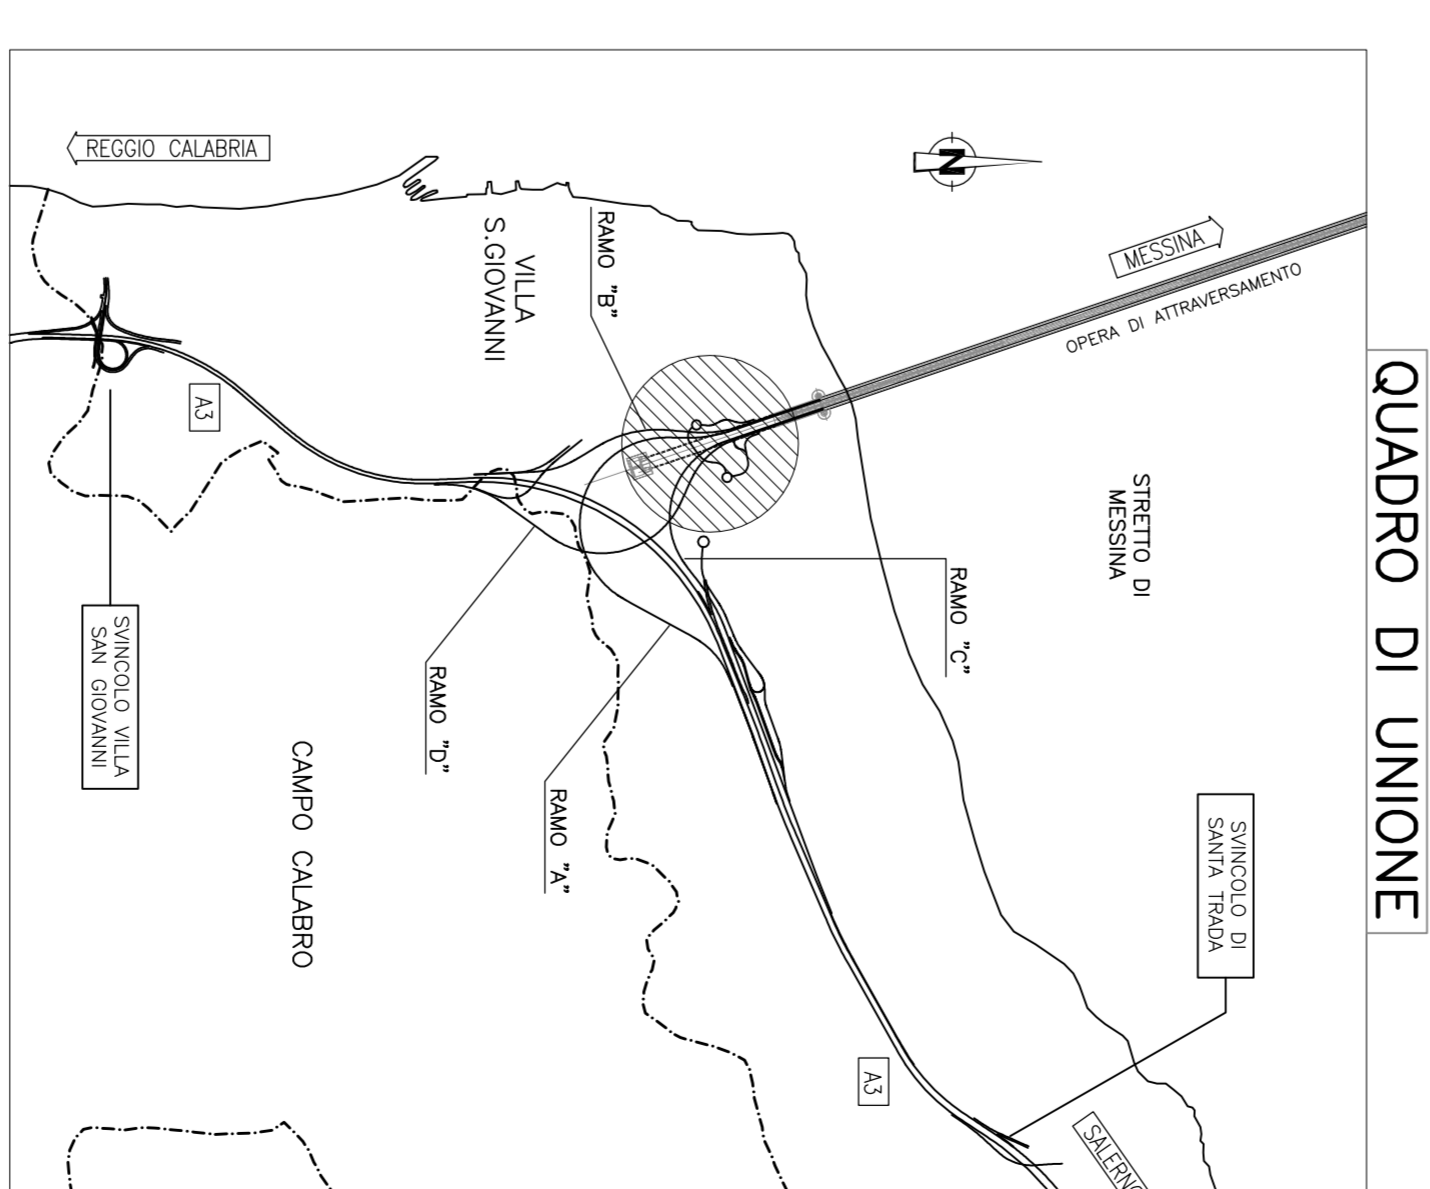 QUADRO DI UNIONE
REGGIO CALABRIA
N
MESSINA
OPERA DI ATTRAVERSAMENTO
VILLA
S.GIOVANNI
RAMO "B"
STRETTO DI
MESSINA
A3
RAMO "C"
SVINCOLO VILLA
SAN GIOVANNI
RAMO "D"
RAMO "A"
CAMPO CALABRO
SVINCOLO DI
SANTA TRADA
A3
SALERNO